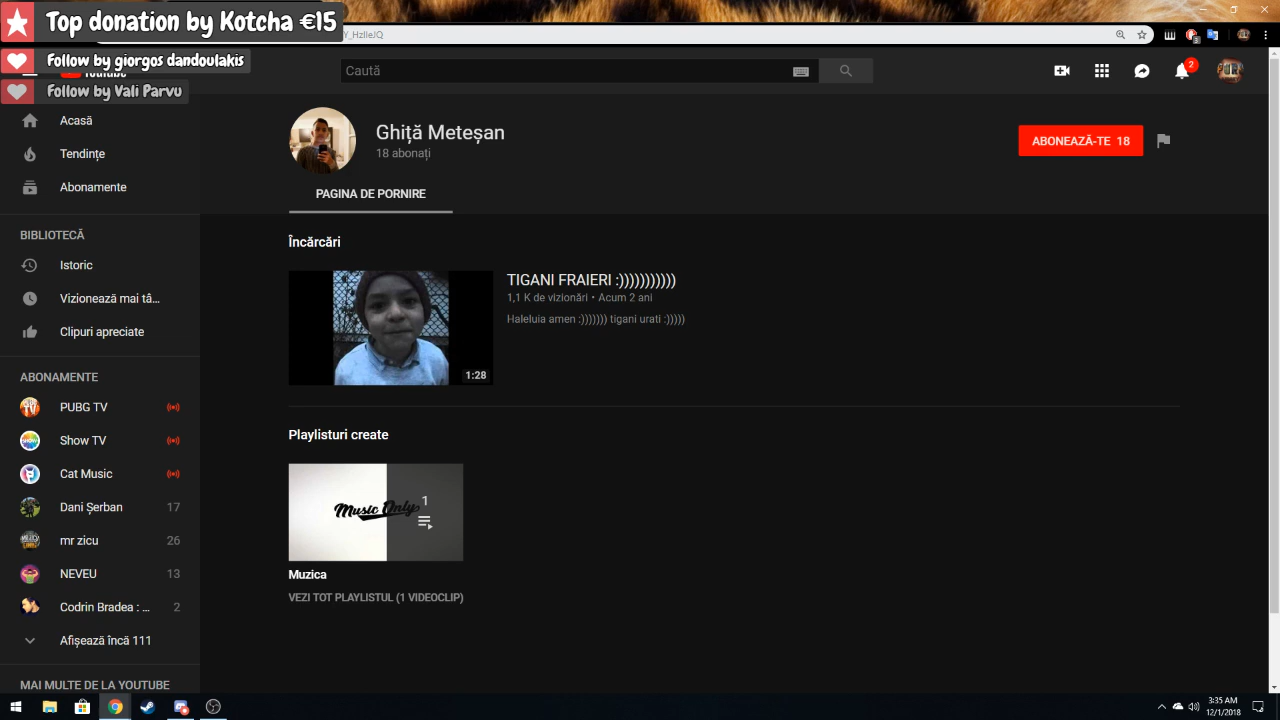 Top donation by Kotcha €15
Y_HzlleJQ
Follow by giorgos dandoulakis
Follow by Vali Parvu
Caută
2
Acasă
Tendințe
Abonamente
BIBLIOTECĂ
Istoric
Vizionează mai tâ...
Clipuri apreciate
ABONAMENTE
PUBG TV
Show TV
Cat Music
Dani Șerban 17
mr zicu 26
NEVEU 13
Codrin Bradea : ... 2
Afișează încă 111
MAI MULTE DE LA YOUTUBE
Ghiță Meteșan
18 abonați
ABONEAZĂ-TE 18
PAGINA DE PORNIRE
Încărcări
1:28
TIGANI FRAIERI :)))))))))))
1,1 K de vizionări • Acum 2 ani
Haleluia amen :))))))) tigani urati :)))))
Playlisturi create
Music Only
1
Muzica
VEZI TOT PLAYLISTUL (1 VIDEOCLIP)
3:35 AM
12/1/2018